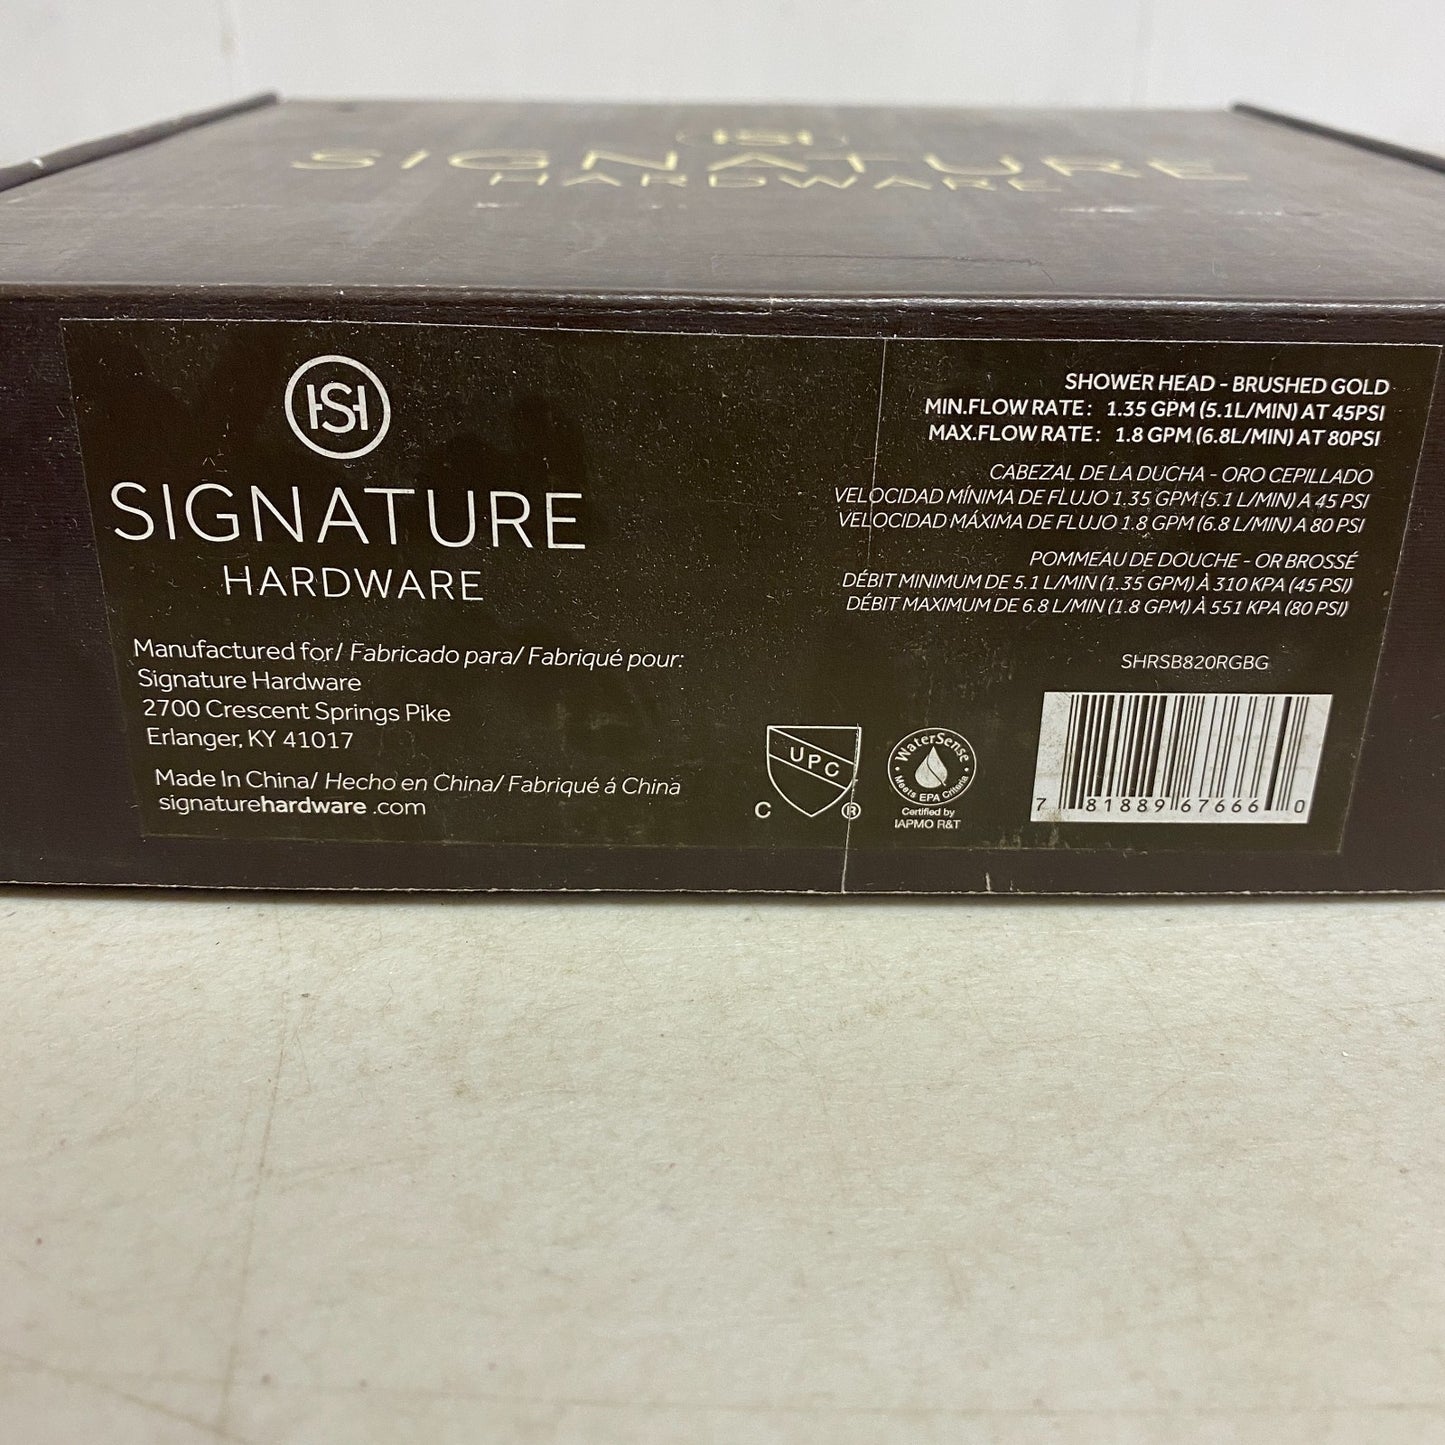 SIGNATURE
HARDWARE
SH
SIGNATURE
HARDWARE
Manufactured for/ Fabricado para/ Fabriqué pour:
Signature Hardware
2700 Crescent Springs Pike
Erlanger, KY 41017
Made In China/ Hecho en China/ Fabriqué á China
signaturehardware .com
SHOWER HEAD - BRUSHED GOLD
MIN.FLOW RATE: 1.35 GPM (5.1L/MIN) AT 45PSI
MAX.FLOW RATE: 1.8 GPM (6.8L/MIN) AT 80PSI
CABEZAL DE LA DUCHA - ORO CEPILLADO
VELOCIDAD MÍNIMA DE FLUJO 1.35 GPM (5.1 L/MIN) A 45 PSI
VELOCIDAD MÁXIMA DE FLUJO 1.8 GPM (6.8 L/MIN) A 80 PSI
POMMEAU DE DOUCHE - OR BROSSÉ
DÉBIT MINIMUM DE 5.1 L/MIN (1.35 GPM) À 310 KPA (45 PSI)
DÉBIT MAXIMUM DE 6.8 L/MIN (1.8 GPM) À 551 KPA (80 PSI)
SHRSB820RGBG
UPC
C ®
WaterSense
Meets EPA Criteria
Certified by
IAPMO R&T
7 81889 67666 0